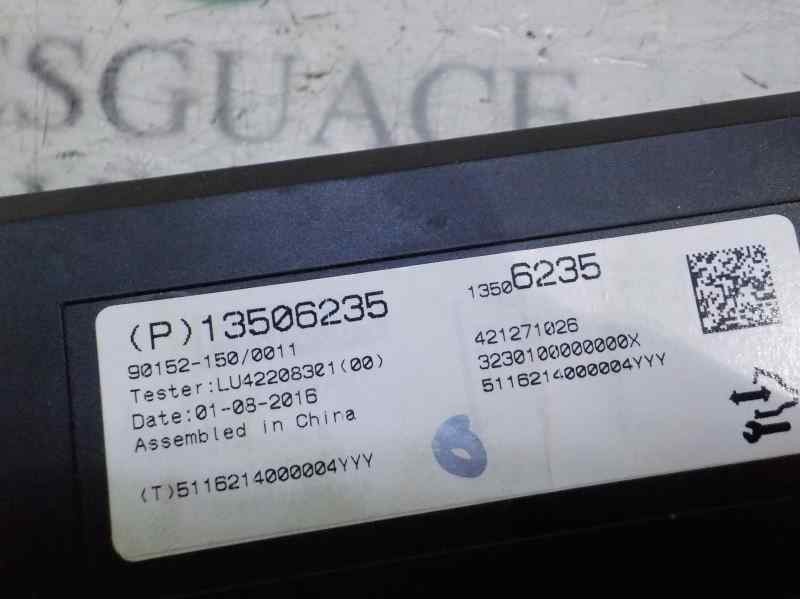 ESGUACE
(P)13506235
90152-150/0011
Tester:LU42208301(00)
Date:01-08-2016
Assembled in China
(T)5116214000004YYY
13506235
421271026
3230100000000X
5116214000004YYY